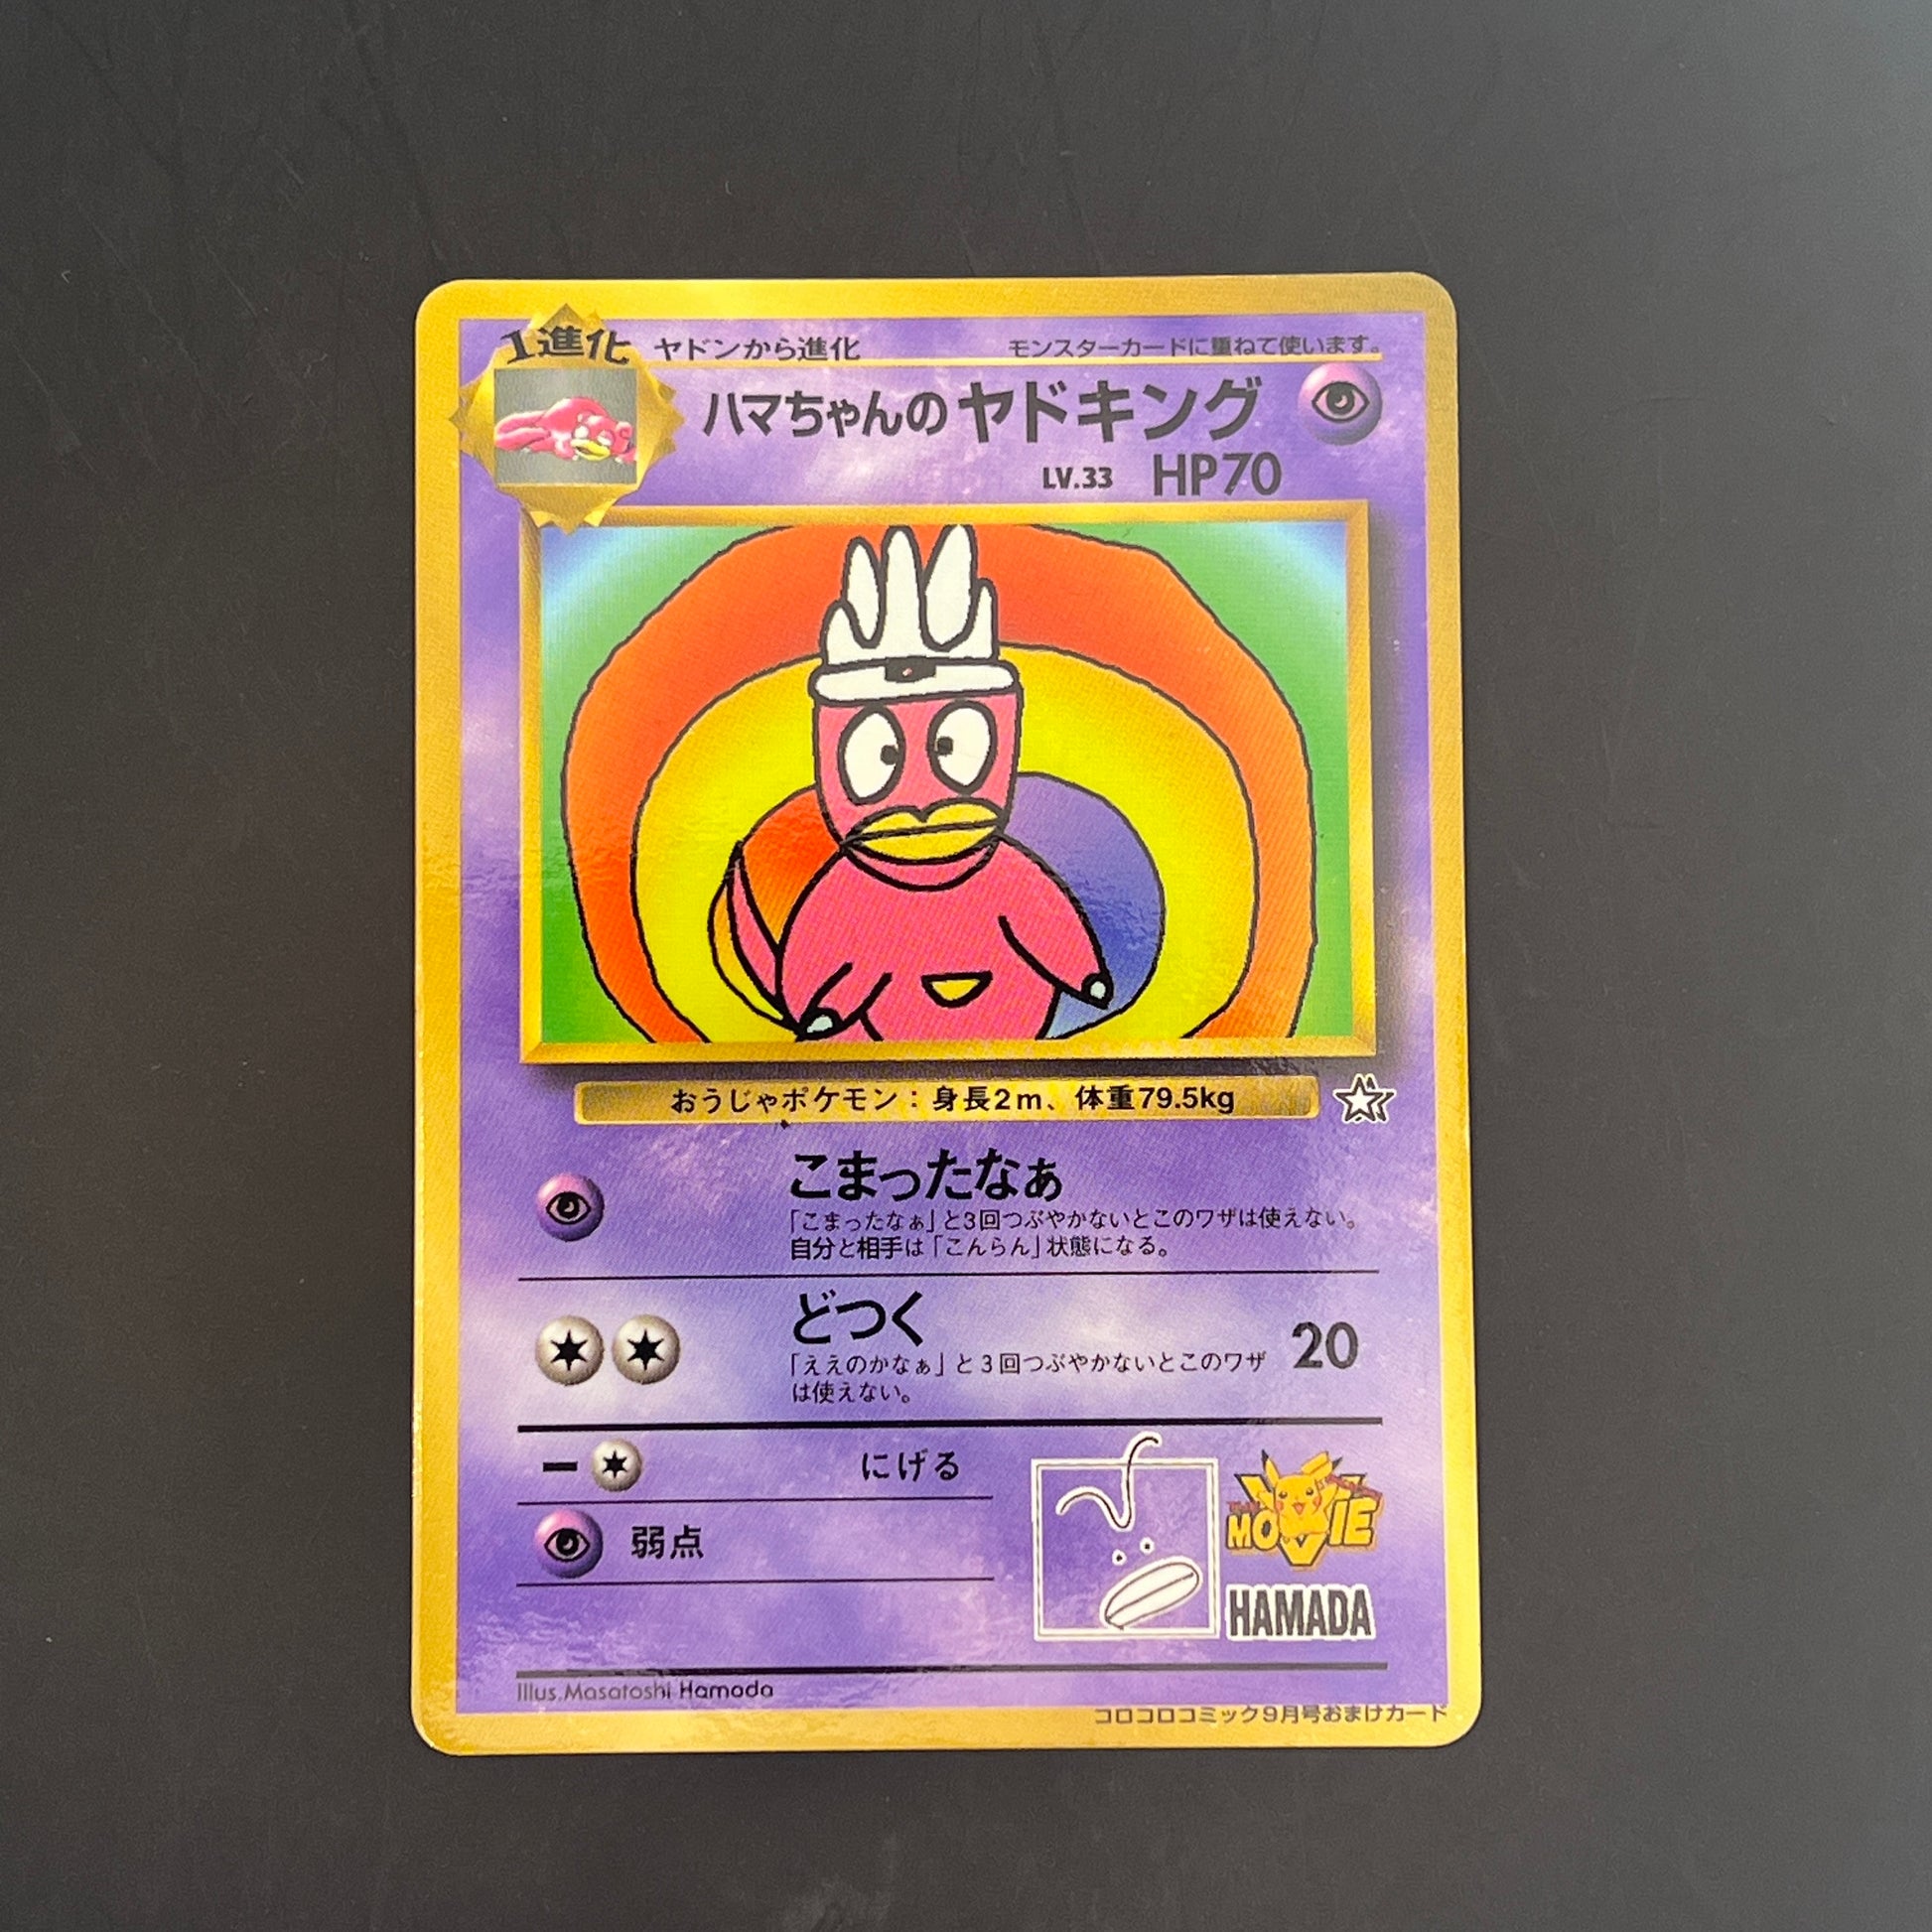 1進化 ヤドンから進化 モンスターカードに重ねて使います。
ハマちゃんのヤドキング
LV.33 HP70
おうじゃポケモン：身長2m、体重79.5kg
こまったなぁ
「こまったなぁ」と3回つぶやかないとこのワザは使えない。
自分と相手は「こんらん」状態になる。
どつく 20
「ええのかなぁ」と3回つぶやかないとこのワザ
は使えない。
にげる
弱点
MOVIE
HAMADA
Illus.Masatoshi Hamada
コロコロコミック9月号おまけカード